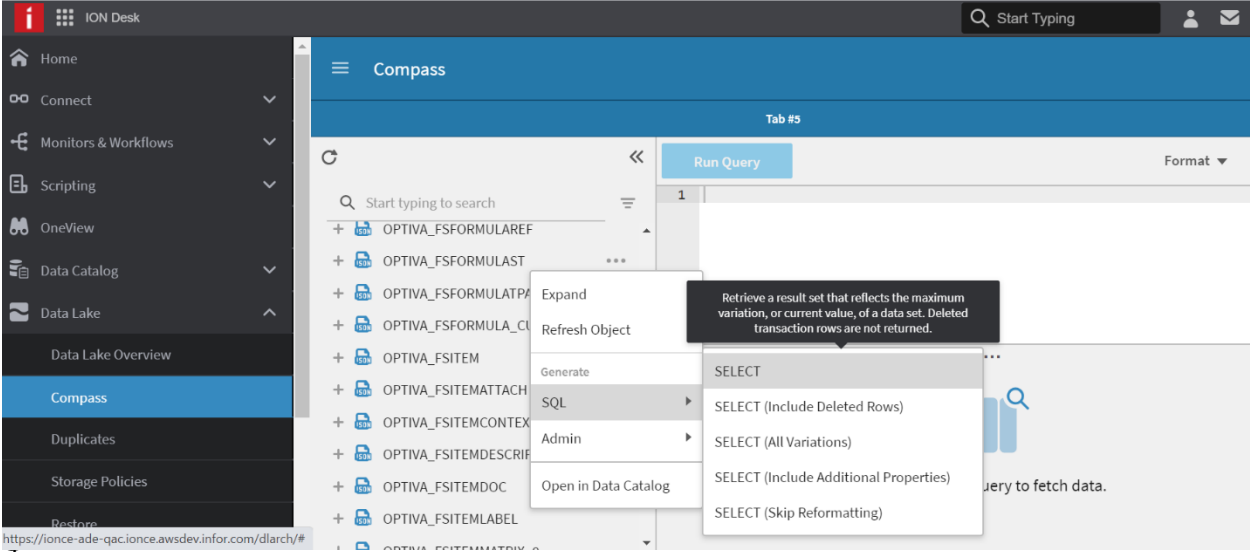 ION Desk
Start Typing
Home
Connect
Monitors & Workflows
Scripting
OneView
Data Catalog
Data Lake
Data Lake Overview
Compass
Duplicates
Storage Policies
Restore
https://ionce-ade-qac.ionce.awsdev.infor.com/dlarch/#
Compass
Tab #5
Start typing to search
OPTIVA_FSFORMULAREF
OPTIVA_FSFORMULAST
OPTIVA_FSFORMULATPA
OPTIVA_FSFORMULA_CU
OPTIVA_FSITEM
OPTIVA_FSITEMATTACH
OPTIVA_FSITEMCONTEX
OPTIVA_FSITEMDESCRIP
OPTIVA_FSITEMDOC
OPTIVA_FSITEMLABEL
OPTIVA_FSITEMMATRIX_0
Run Query
Format
1
Expand
Refresh Object
Generate
SQL
Admin
Open in Data Catalog
Retrieve a result set that reflects the maximum
variation, or current value, of a data set. Deleted
transaction rows are not returned.
SELECT
SELECT (Include Deleted Rows)
SELECT (All Variations)
SELECT (Include Additional Properties)
SELECT (Skip Reformatting)
uery to fetch data.